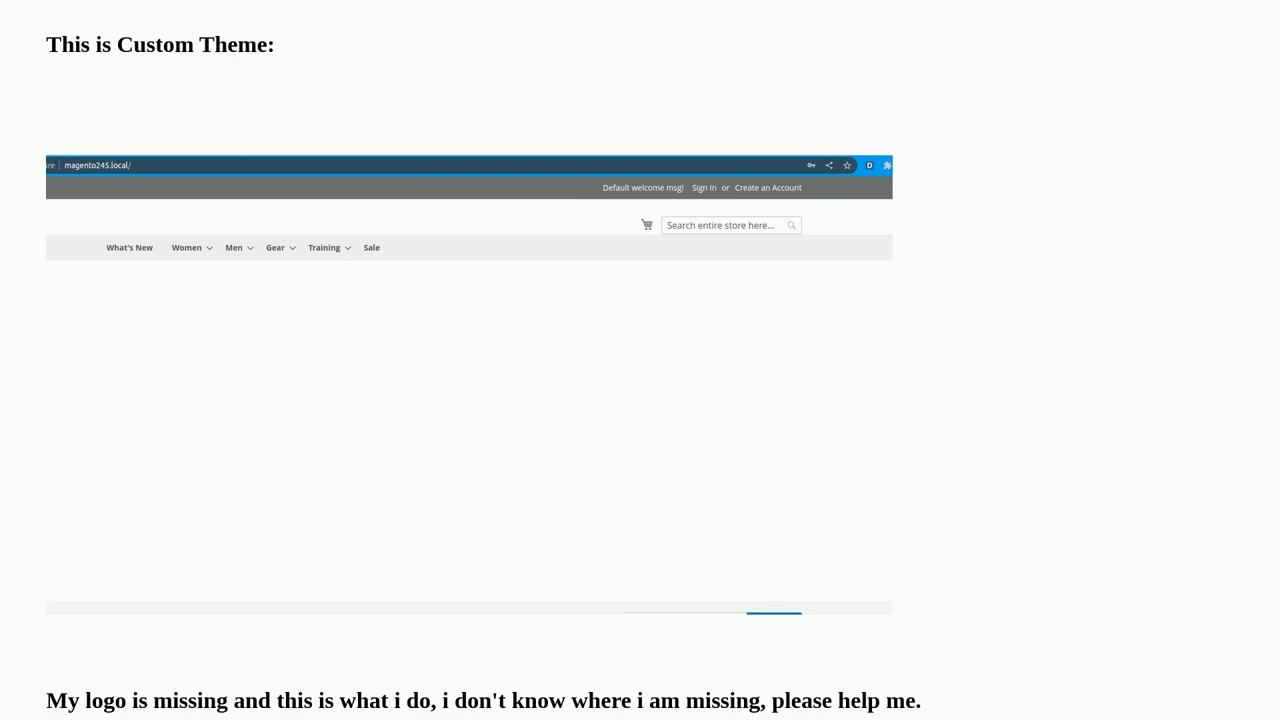 This is Custom Theme:
magento245.local/
Default welcome msg! Sign In or Create an Account
Search entire store here...
What's New Women Men Gear Training Sale
My logo is missing and this is what i do, i don't know where i am missing, please help me.